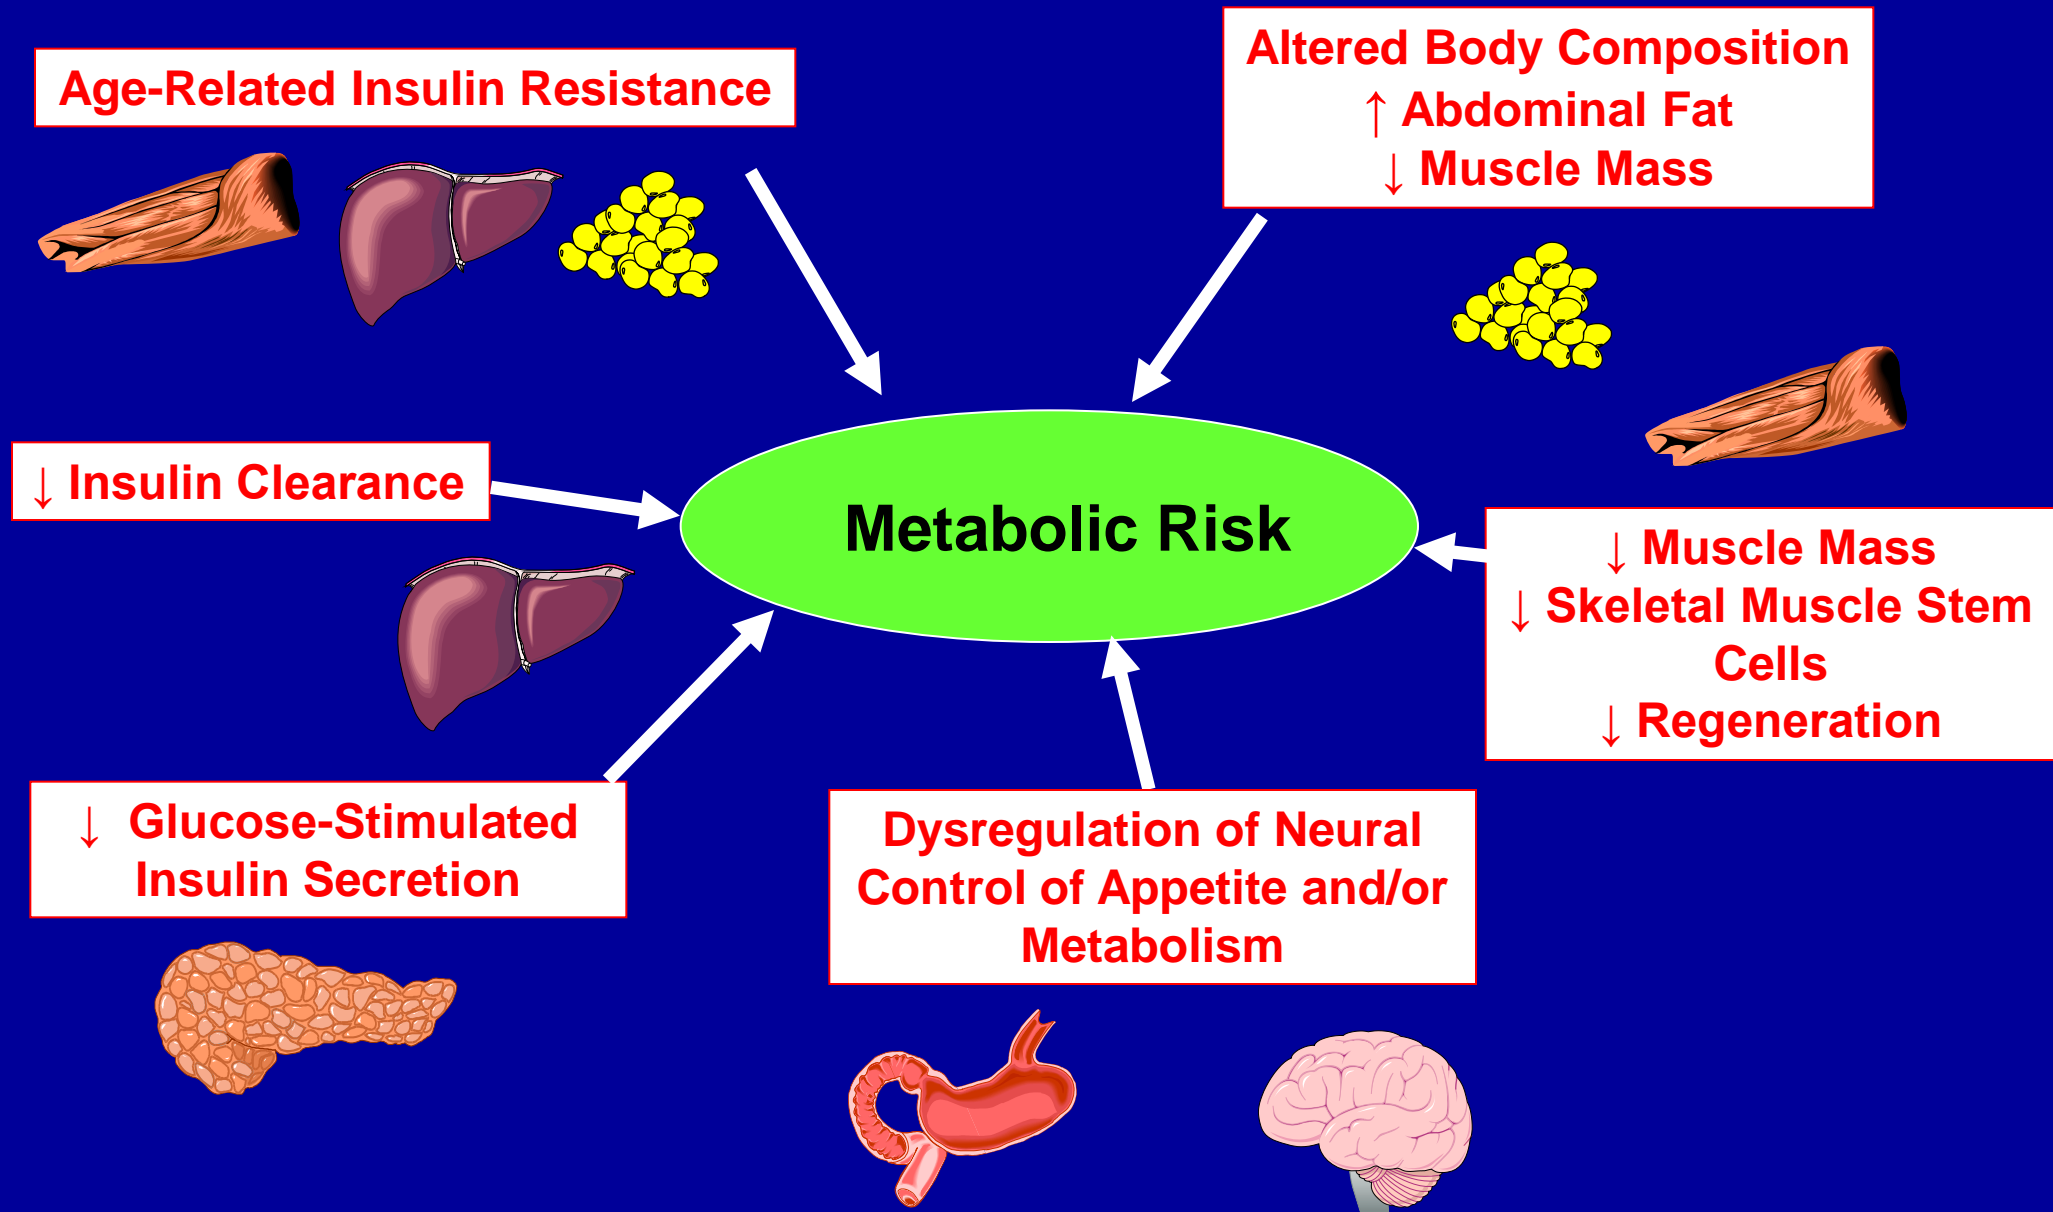 Age-Related Insulin Resistance
Altered Body Composition
↑ Abdominal Fat
↓ Muscle Mass
↓ Insulin Clearance
Metabolic Risk
↓ Muscle Mass
↓ Skeletal Muscle Stem
Cells
↓ Regeneration
↓ Glucose-Stimulated
Insulin Secretion
Dysregulation of Neural
Control of Appetite and/or
Metabolism